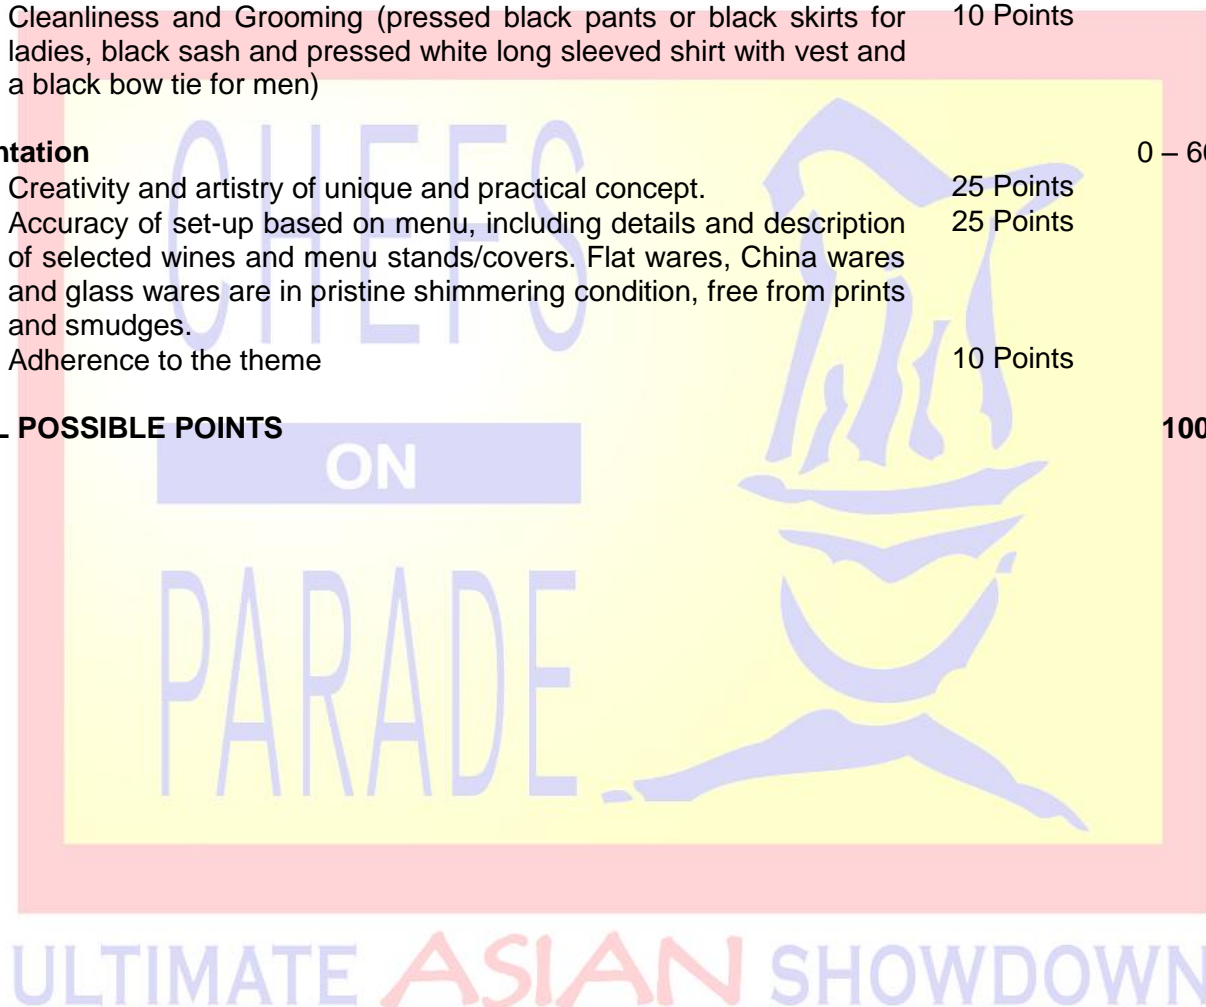 Cleanliness and Grooming (pressed black pants or black skirts for 10 Points
ladies, black sash and pressed white long sleeved shirt with vest and
a black bow tie for men)
ntation 0 – 60
Creativity and artistry of unique and practical concept. 25 Points
Accuracy of set-up based on menu, including details and description 25 Points
of selected wines and menu stands/covers. Flat wares, China wares
and glass wares are in pristine shimmering condition, free from prints
and smudges.
Adherence to the theme 10 Points
L POSSIBLE POINTS 100
CHEFS
ON
PARADE
ULTIMATE ASIAN SHOWDOWN